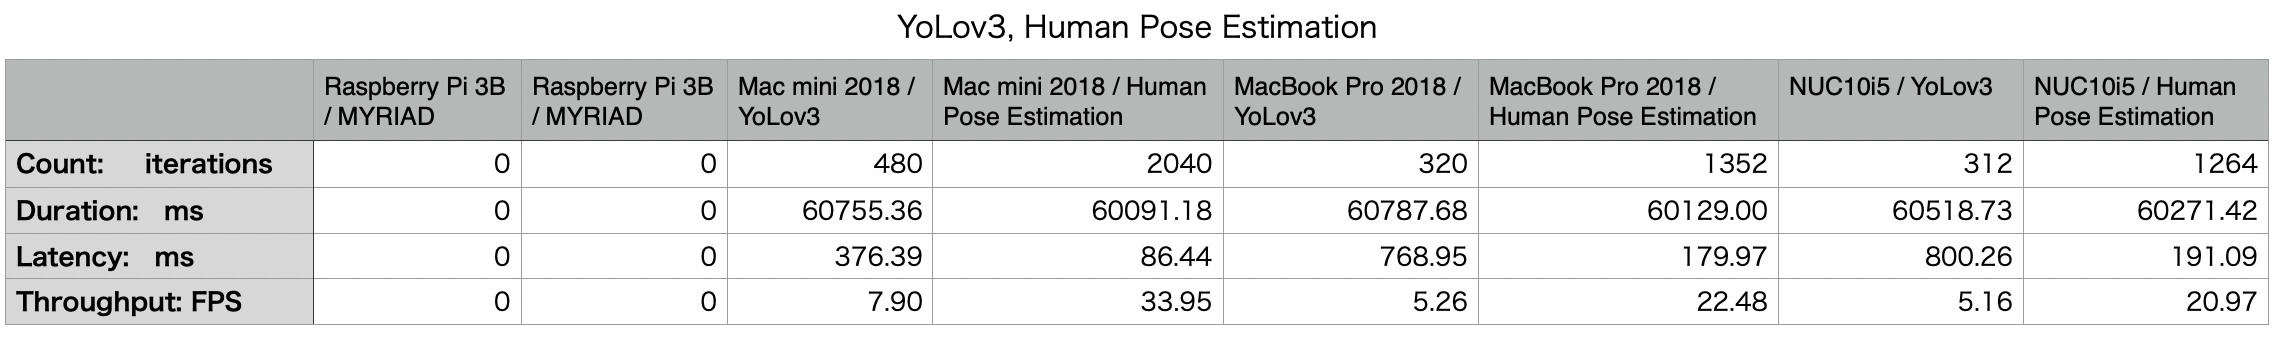 YoLov3, Human Pose Estimation
Raspberry Pi 3B / MYRIAD Raspberry Pi 3B / MYRIAD Mac mini 2018 / YoLov3 Mac mini 2018 / Human Pose Estimation MacBook Pro 2018 / YoLov3 MacBook Pro 2018 / Human Pose Estimation NUC10i5 / YoLov3 NUC10i5 / Human Pose Estimation
Count: iterations 0 0 480 2040 320 1352 312 1264
Duration: ms 0 0 60755.36 60091.18 60787.68 60129.00 60518.73 60271.42
Latency: ms 0 0 376.39 86.44 768.95 179.97 800.26 191.09
Throughput: FPS 0 0 7.90 33.95 5.26 22.48 5.16 20.97